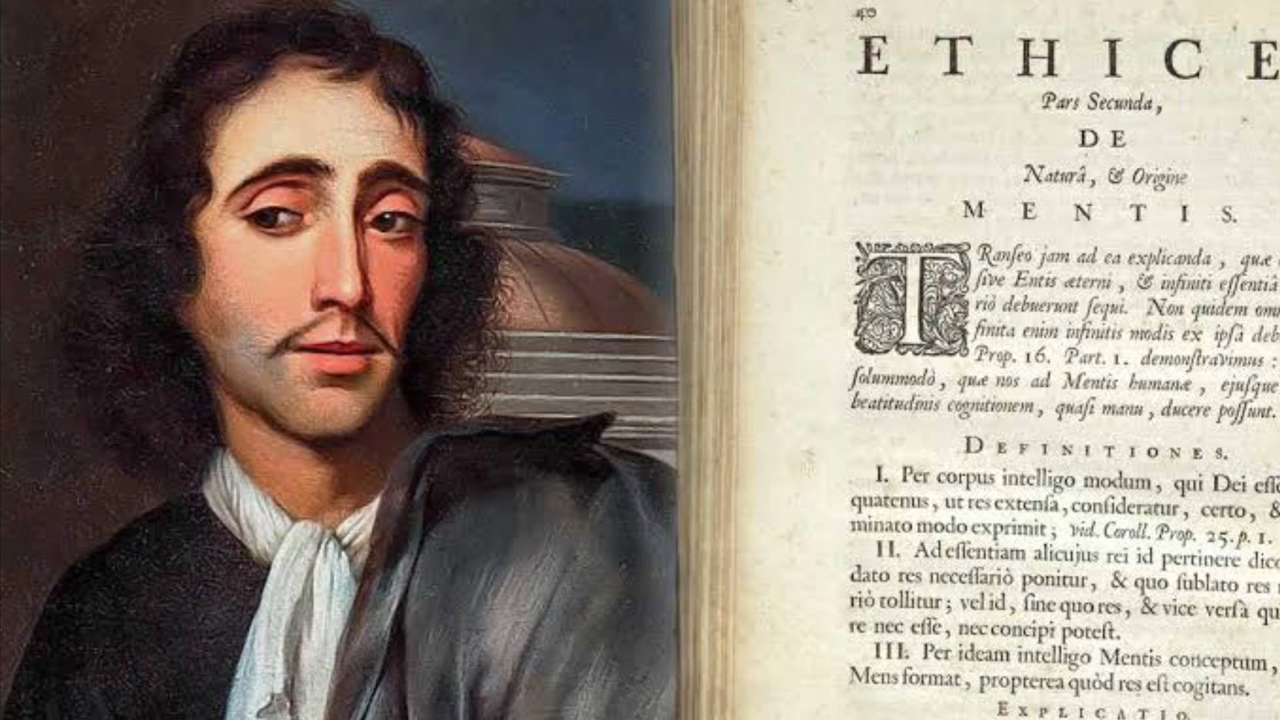 40
ETHICE
Pars Secunda,
DE
Naturâ, & Origine
MENTIS.
TRanſeo jam ad ea explicanda, quæ
ſive Entis æterni, & infiniti eſſentiâ
riò debuerunt ſequi. Non quidem om
finita enim infinitis modis ex ipſâ deb
Prop. 16. Part. 1. demonſtravimus:
ſolummodò, quæ nos ad Mentis humanæ, ejuſque
beatitudinis cognitionem, quaſi manu, ducere poſſunt.
DEFINITIONES.
I. Per corpus intelligo modum, qui Dei eſſe
quatenus, ut res extenſa, conſideratur, certo, &
minato modo exprimit; vid. Coroll. Prop. 25. p. 1.
II. Ad eſſentiam alicujus rei id pertinere dico
dato res neceſſariò ponitur, & quo ſublato res
riò tollitur; vel id, ſine quo res, & vice verſâ qu
re nec eſſe, nec concipi poteſt.
III. Per ideam intelligo Mentis conceptum,
Mens format, propterea quòd res eſt cogitans.
EXPLICATIO